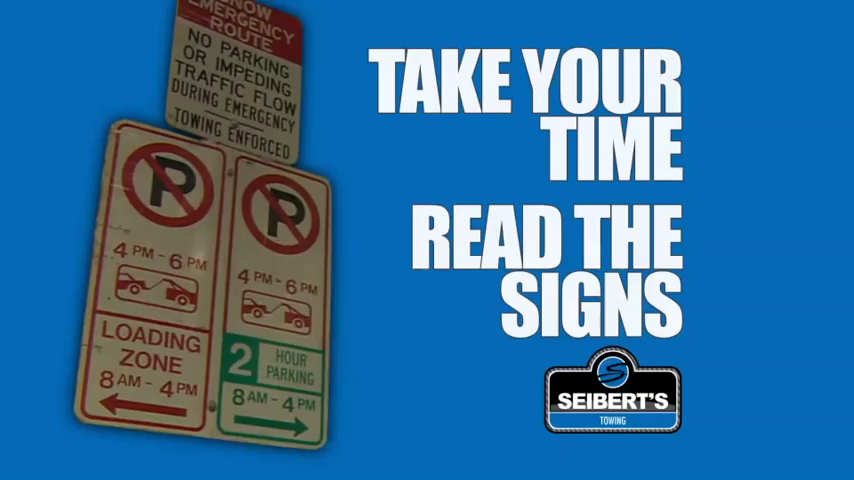 SNOW
EMERGENCY
ROUTE
NO PARKING
OR IMPEDING
TRAFFIC FLOW
DURING EMERGENCY
TOWING ENFORCED
P
4 PM - 6 PM
LOADING
ZONE
8 AM - 4 PM
P
4 PM - 6 PM
2 HOUR
PARKING
8 AM - 4 PM
TAKE YOUR
TIME
READ THE
SIGNS
S
SEIBERT'S
TOWING